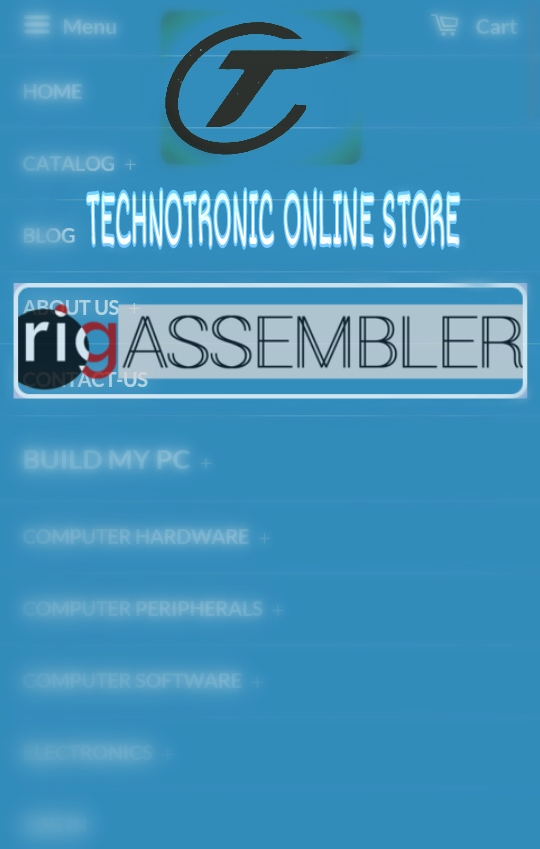 Menu Cart
HOME
CATALOG +
TECHNOTRONIC ONLINE STORE
BLOG
ABOUT US +
rigASSEMBLER
CONTACT-US
BUILD MY PC +
COMPUTER HARDWARE +
COMPUTER PERIPHERALS +
COMPUTER SOFTWARE +
ELECTRONICS +